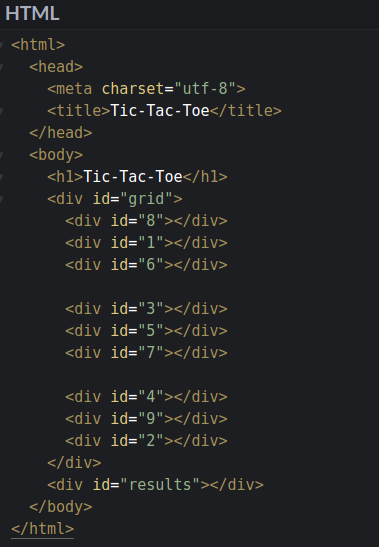 HTML
<html>
<head>
<meta charset="utf-8">
<title>Tic-Tac-Toe</title>
</head>
<body>
<h1>Tic-Tac-Toe</h1>
<div id="grid">
<div id="8"></div>
<div id="1"></div>
<div id="6"></div>
<div id="3"></div>
<div id="5"></div>
<div id="7"></div>
<div id="4"></div>
<div id="9"></div>
<div id="2"></div>
</div>
<div id="results"></div>
</body>
</html>